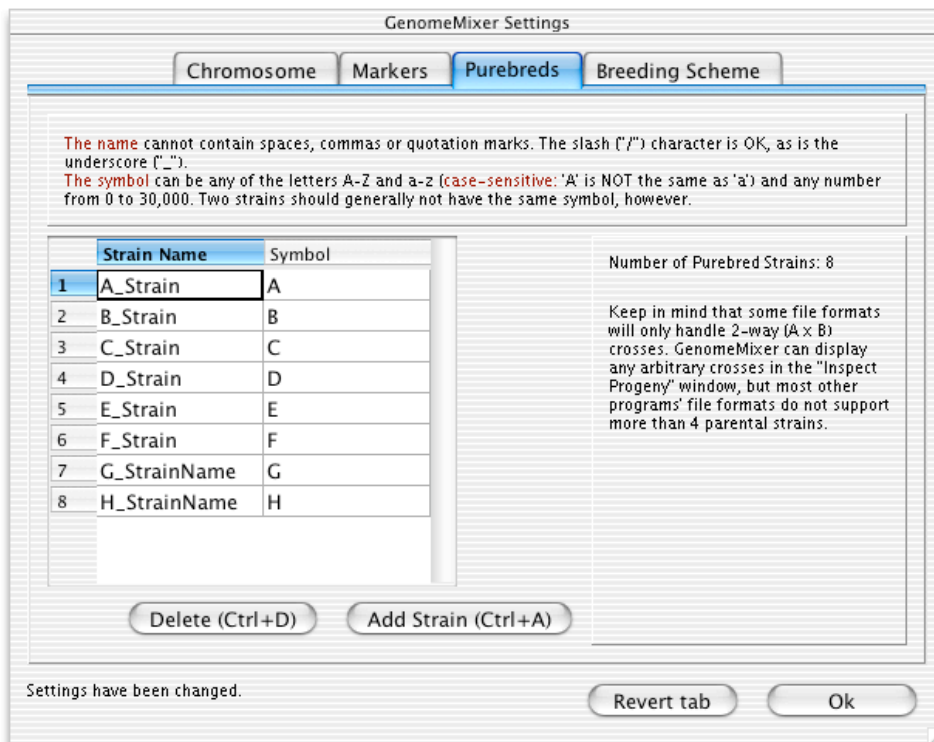 GenomeMixer Settings
Chromosome Markers Purebreds Breeding Scheme
The name cannot contain spaces, commas or quotation marks. The slash ("/") character is OK, as is the
underscore ("_").
The symbol can be any of the letters A-Z and a-z (case-sensitive: 'A' is NOT the same as 'a') and any number
from 0 to 30,000. Two strains should generally not have the same symbol, however.
Strain Name Symbol
1 A_Strain A
2 B_Strain B
3 C_Strain C
4 D_Strain D
5 E_Strain E
6 F_Strain F
7 G_StrainName G
8 H_StrainName H
Number of Purebred Strains: 8
Keep in mind that some file formats
will only handle 2-way (A x B)
crosses. GenomeMixer can display
any arbitrary crosses in the "Inspect
Progeny" window, but most other
programs' file formats do not support
more than 4 parental strains.
Delete (Ctrl+D) Add Strain (Ctrl+A)
Settings have been changed.
Revert tab Ok